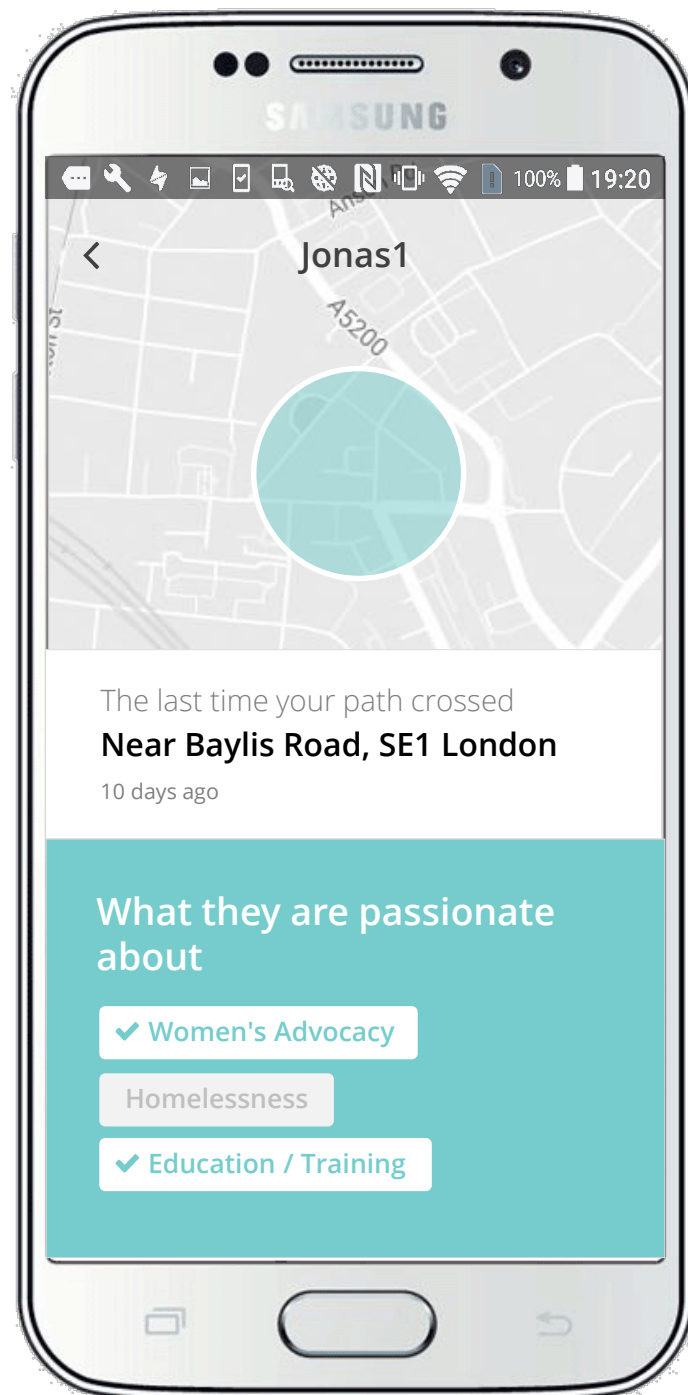 SAMSUNG
100% 19:20
Jonas1
A5200
The last time your path crossed
Near Baylis Road, SE1 London
10 days ago
What they are passionate
about
Women's Advocacy
Homelessness
Education / Training